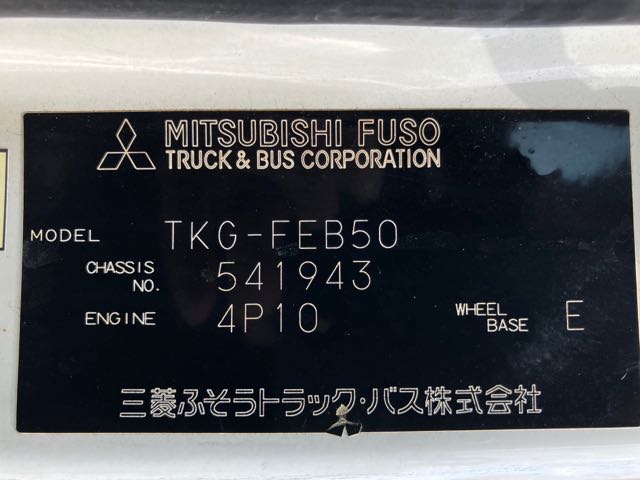 MITSUBISHI FUSO
TRUCK & BUS CORPORATION
MODEL TKG-FEB50
CHASSIS NO. 541943
ENGINE 4P10 WHEEL BASE E
三菱ふそうトラック・バス株式会社